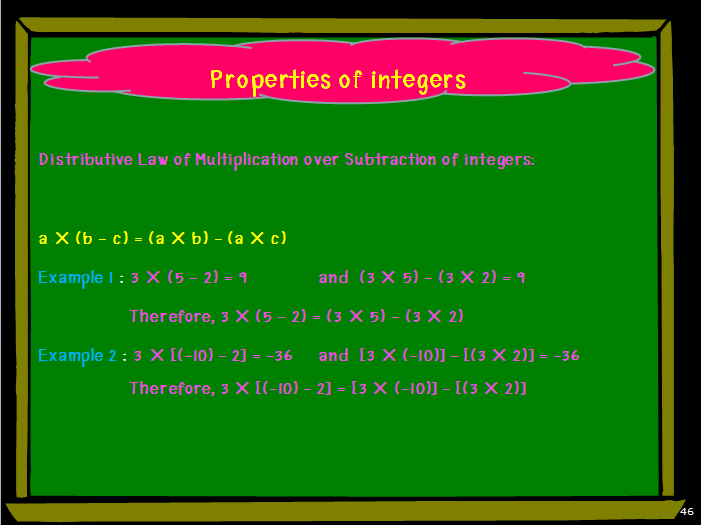 Properties of integers
Distributive Law of Multiplication over Subtraction of integers:
a × (b – c) = (a × b) – (a × c)
Example 1 : 3 × (5 – 2) = 9 and (3 × 5) – (3 × 2) = 9
Therefore, 3 × (5 – 2) = (3 × 5) – (3 × 2)
Example 2 : 3 × [(-10) – 2] = -36 and [3 × (-10)] – [(3 × 2)] = -36
Therefore, 3 × [(-10) – 2] = [3 × (-10)] – [(3 × 2)]
46